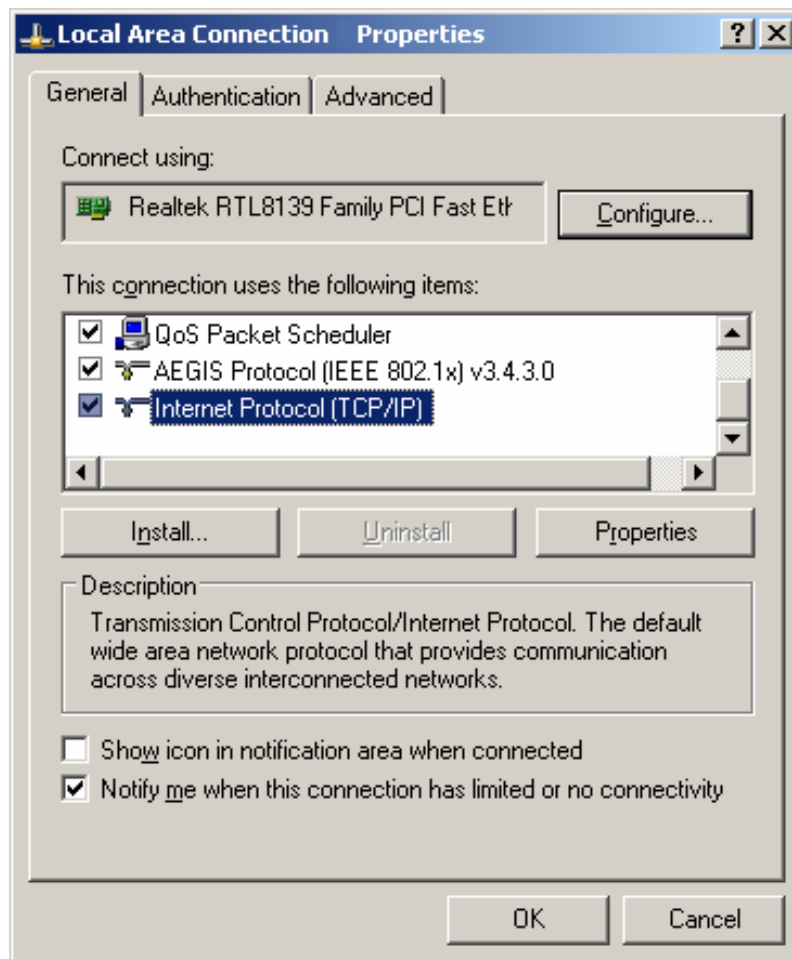 Local Area Connection Properties
General
Authentication
Advanced
Connect using:
Realtek RTL8139 Family PCI Fast Eth
Configure...
This connection uses the following items:
QoS Packet Scheduler
AEGIS Protocol (IEEE 802.1x) v3.4.3.0
Internet Protocol (TCP/IP)
Install...
Uninstall
Properties
Description
Transmission Control Protocol/Internet Protocol. The default
wide area network protocol that provides communication
across diverse interconnected networks.
Show icon in notification area when connected
Notify me when this connection has limited or no connectivity
OK
Cancel